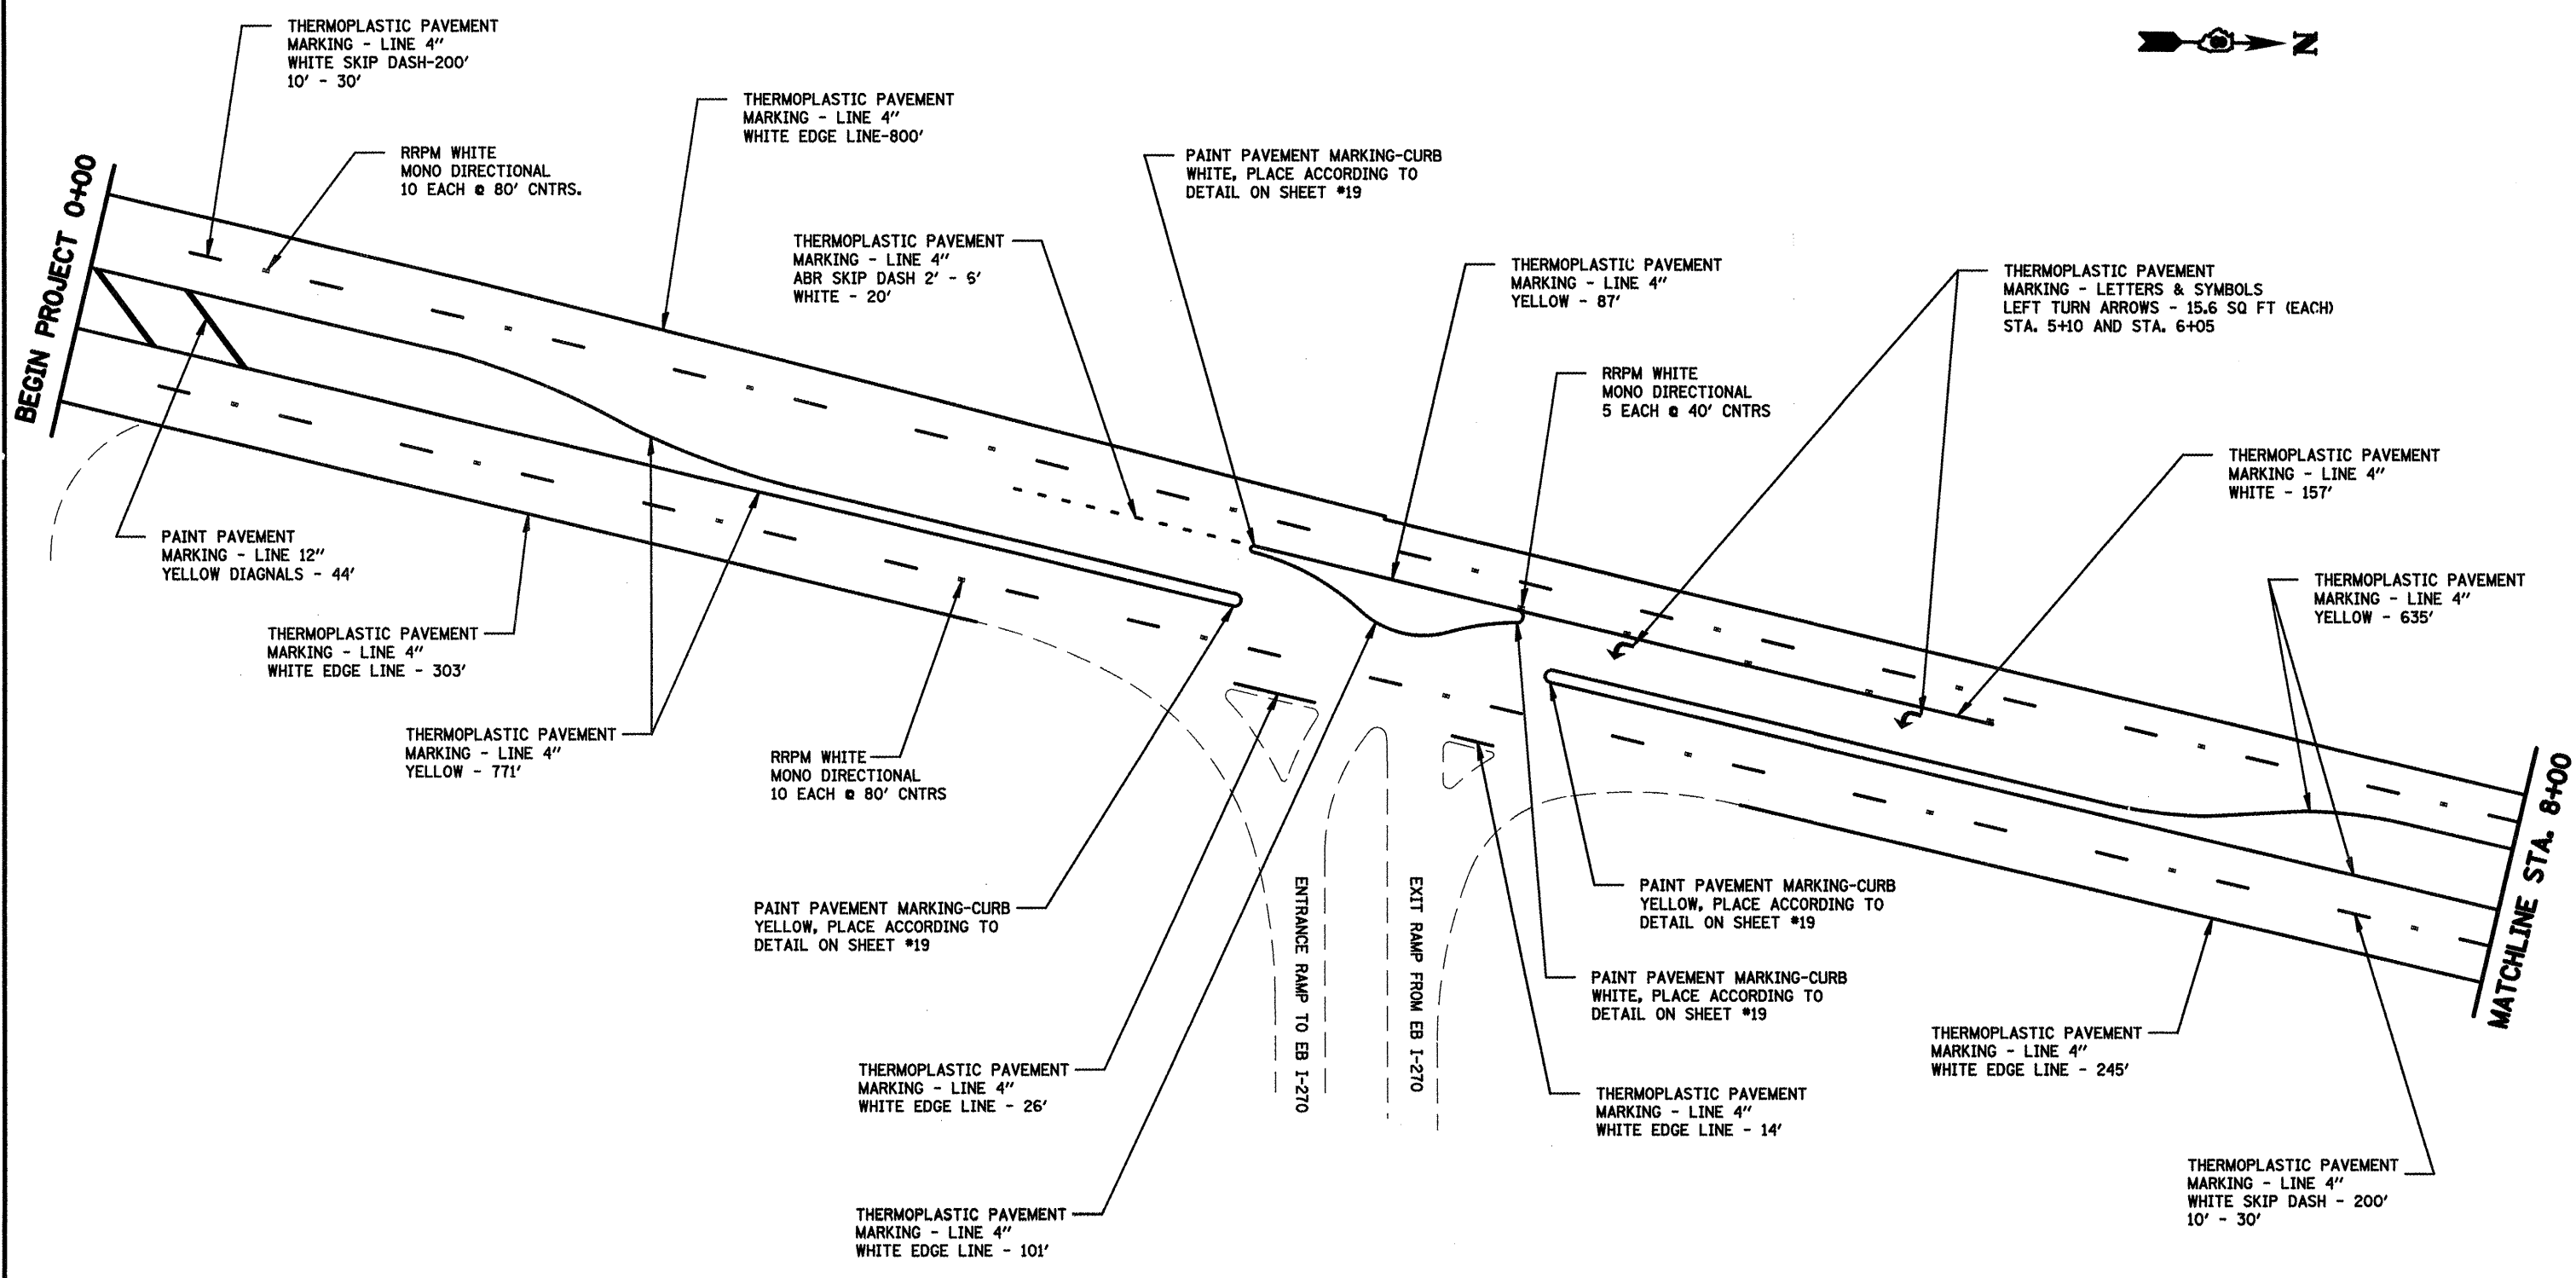 THERMOPLASTIC PAVEMENT
MARKING - LINE 4"
WHITE SKIP DASH-200'
10' - 30'
N
THERMOPLASTIC PAVEMENT
MARKING - LINE 4"
WHITE EDGE LINE-800'
RRPM WHITE
MONO DIRECTIONAL
10 EACH @ 80' CNTRS.
PAINT PAVEMENT MARKING-CURB
WHITE, PLACE ACCORDING TO
DETAIL ON SHEET #19
BEGIN PROJECT 0+00
THERMOPLASTIC PAVEMENT
MARKING - LINE 4"
ABR SKIP DASH 2' - 6'
WHITE - 20'
THERMOPLASTIC PAVEMENT
MARKING - LINE 4"
YELLOW - 87'
THERMOPLASTIC PAVEMENT
MARKING - LETTERS & SYMBOLS
LEFT TURN ARROWS - 15.6 SQ FT (EACH)
STA. 5+10 AND STA. 6+05
RRPM WHITE
MONO DIRECTIONAL
5 EACH @ 40' CNTRS
THERMOPLASTIC PAVEMENT
MARKING - LINE 4"
WHITE - 157'
PAINT PAVEMENT
MARKING - LINE 12"
YELLOW DIAGNALS - 44'
THERMOPLASTIC PAVEMENT
MARKING - LINE 4"
YELLOW - 635'
THERMOPLASTIC PAVEMENT
MARKING - LINE 4"
WHITE EDGE LINE - 303'
THERMOPLASTIC PAVEMENT
MARKING - LINE 4"
YELLOW - 771'
RRPM WHITE
MONO DIRECTIONAL
10 EACH @ 80' CNTRS
MATCHLINE STA. 8+00
PAINT PAVEMENT MARKING-CURB
YELLOW, PLACE ACCORDING TO
DETAIL ON SHEET #19
ENTRANCE RAMP TO EB I-270
EXIT RAMP FROM EB I-270
PAINT PAVEMENT MARKING-CURB
YELLOW, PLACE ACCORDING TO
DETAIL ON SHEET #19
PAINT PAVEMENT MARKING-CURB
WHITE, PLACE ACCORDING TO
DETAIL ON SHEET #19
THERMOPLASTIC PAVEMENT
MARKING - LINE 4"
WHITE EDGE LINE - 245'
THERMOPLASTIC PAVEMENT
MARKING - LINE 4"
WHITE EDGE LINE - 26'
THERMOPLASTIC PAVEMENT
MARKING - LINE 4"
WHITE EDGE LINE - 14'
THERMOPLASTIC PAVEMENT
MARKING - LINE 4"
WHITE SKIP DASH - 200'
10' - 30'
THERMOPLASTIC PAVEMENT
MARKING - LINE 4"
WHITE EDGE LINE - 101'